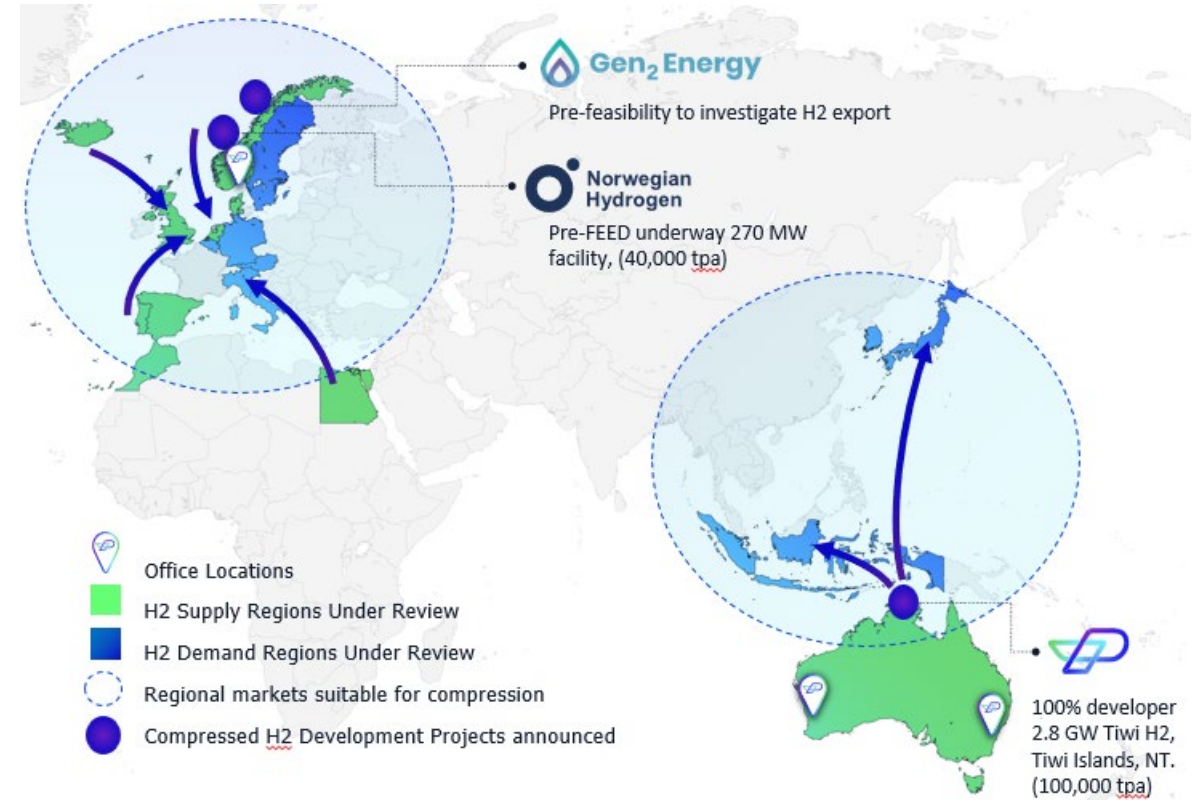 Gen2 Energy
Pre-feasibility to investigate H2 export
Norwegian
Hydrogen
Pre-FEED underway 270 MW
facility, (40,000 tpa)
Office Locations
H2 Supply Regions Under Review
H2 Demand Regions Under Review
Regional markets suitable for compression
Compressed H2 Development Projects announced
100% developer
2.8 GW Tiwi H2,
Tiwi Islands, NT.
(100,000 tpa)